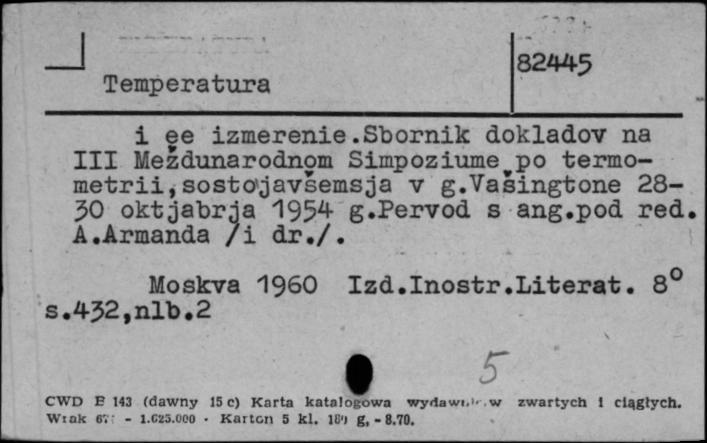 82445
Temperatura
i ee izmerenie.Sbornik dokladov na
III Meždunarodnom Simpoziume po termo-
metrii,sostojavšemsja v g.Vašingtone 28-
30 oktjabrja 1954 g.Pervod s ang.pod red.
A.Armanda /i dr./.
Moskva 1960 Izd.Inostr.Literat. 8°
s.432,nlb.2
5
CWD E 143 (dawny 15 c) Karta katalogowa w zwartych i ciągłych.
- 1.625.000 · Karton 5 kl. g, - 8.70.